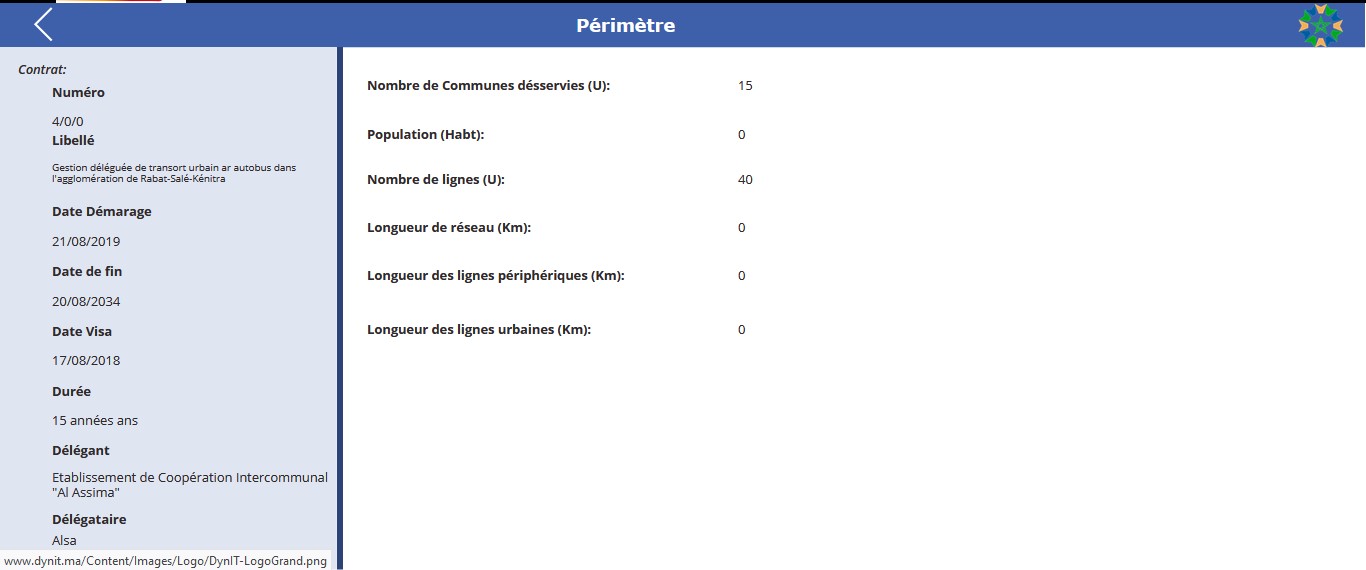 Périmètre
Contrat:
Numéro
4/0/0
Libellé
Gestion déléguée de transort urbain ar autobus dans
l'agglomération de Rabat-Salé-Kénitra
Date Démarage
21/08/2019
Date de fin
20/08/2034
Date Visa
17/08/2018
Durée
15 années ans
Délégant
Etablissement de Coopération Intercommunal
"Al Assima"
Délégataire
Alsa
www.dynit.ma/Content/Images/Logo/DynIT-LogoGrand.png
Nombre de Communes désservies (U): 15
Population (Habt): 0
Nombre de lignes (U): 40
Longueur de réseau (Km): 0
Longueur des lignes périphériques (Km): 0
Longueur des lignes urbaines (Km): 0